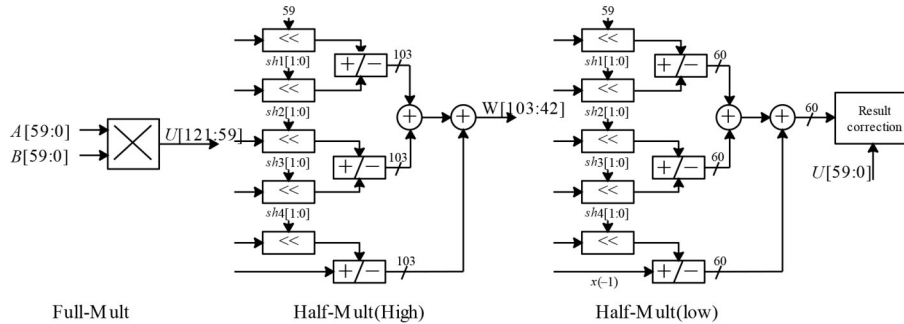 A[59:0]
B[59:0]
U[121:59]
Full-Mult
59
<<
sh1[1:0]
<<
sh2[1:0]
<<
sh3[1:0]
<<
sh4[1:0]
<<
+/−
103
+/−
103
+/−
103
+
+
W[103:42]
Half-Mult(High)
59
<<
sh1[1:0]
<<
sh2[1:0]
<<
sh3[1:0]
<<
sh4[1:0]
<<
x(−1)
+/−
60
+/−
60
+/−
60
+
+
60
Result
correction
U[59:0]
Half-Mult(low)